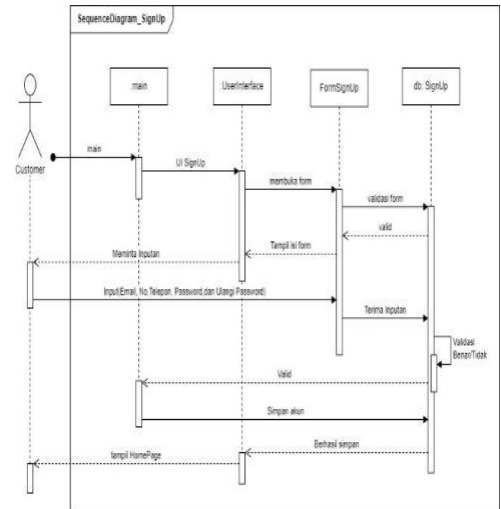 SequenceDiagram_SignUp
:main
:UserInterface
FormSignUp
db: SignUp
Customer
main
UI SignUp
membuka form
validasi form
valid
Tampil isi form
Meminta Inputan
Input(Email, No.Telepon, Password,dan Ulangi Password)
Terima Inputan
Validasi
Benar/Tidak
Valid
Simpan akun
Berhasil simpan
tampil HomePage